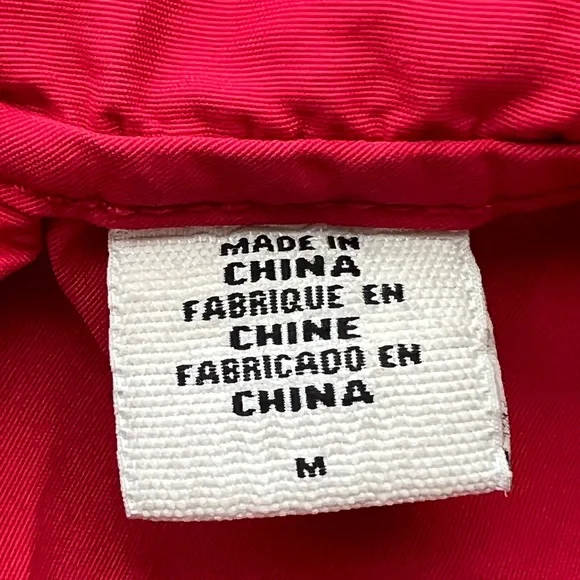 MADE IN
CHINA
FABRIQUE EN
CHINE
FABRICADO EN
CHINA
M